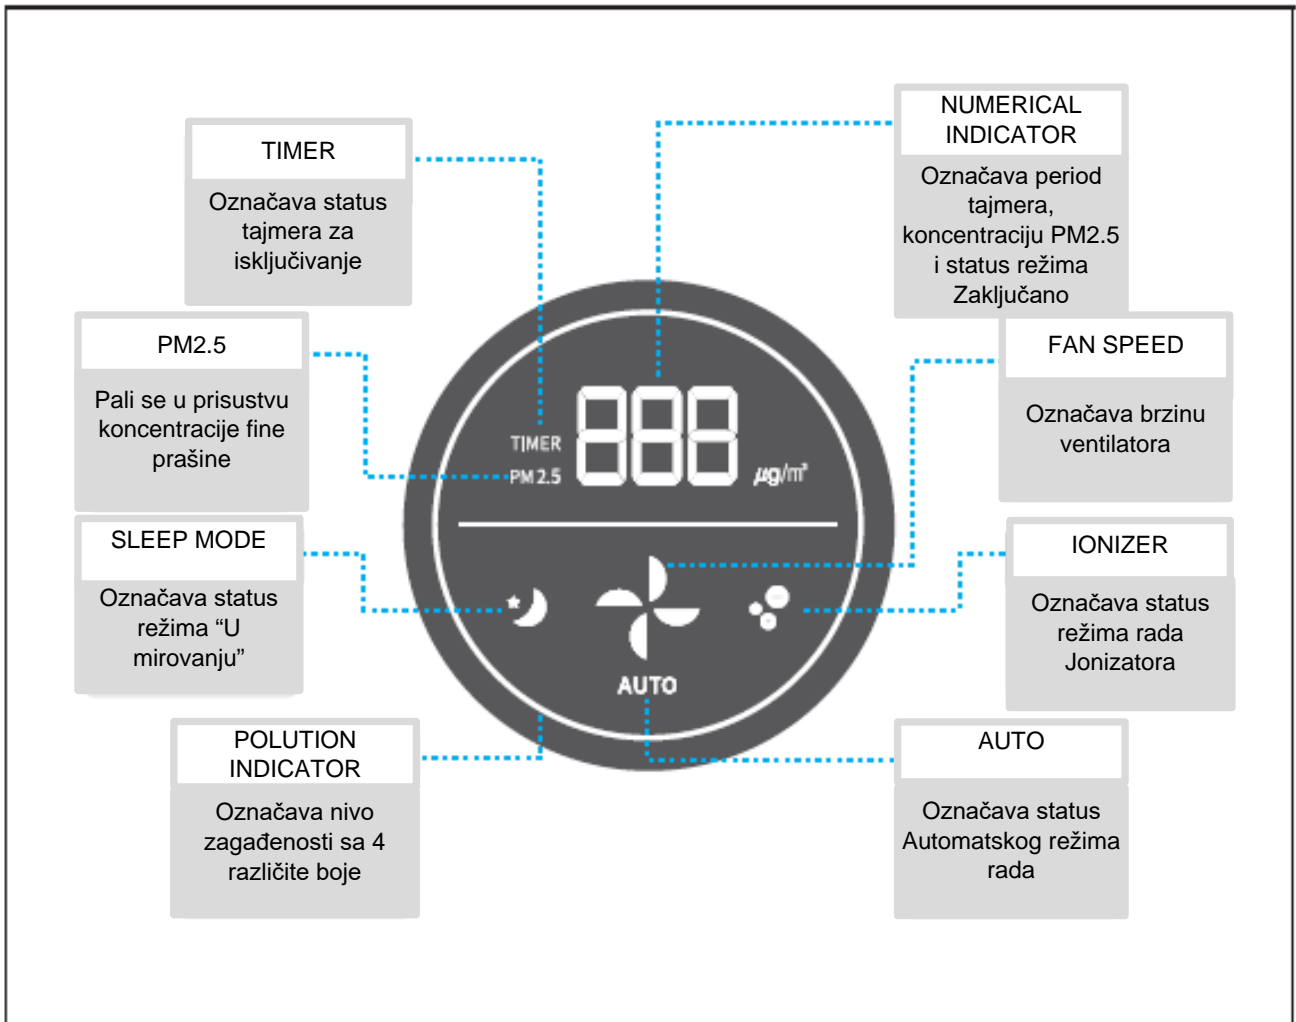 TIMER
Označava status
tajmera za
isključivanje
NUMERICAL
INDICATOR
Označava period
tajmera,
koncentraciju PM2.5
i status režima
Zaključano
PM2.5
Pali se u prisustvu
koncentracije fine
prašine
FAN SPEED
Označava brzinu
ventilatora
TIMER
888
PM 2.5
µg/m³
SLEEP MODE
Označava status
režima “U
mirovanju”
IONIZER
Označava status
režima rada
Jonizatora
AUTO
POLUTION
INDICATOR
Označava nivo
zagađenosti sa 4
različite boje
AUTO
Označava status
Automatskog režima
rada